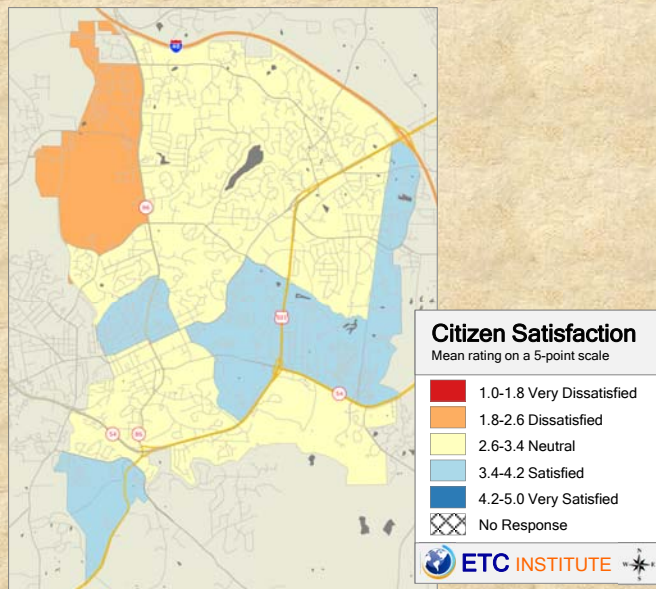 40
86
501
54
54
86
Citizen Satisfaction
Mean rating on a 5-point scale
1.0-1.8 Very Dissatisfied
1.8-2.6 Dissatisfied
2.6-3.4 Neutral
3.4-4.2 Satisfied
4.2-5.0 Very Satisfied
No Response
ETC INSTITUTE
N
W E
S